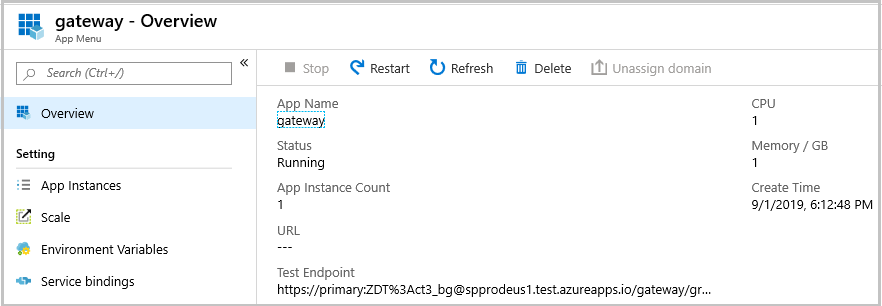 gateway - Overview
App Menu
Search (Ctrl+/)
«
Overview
Setting
App Instances
Scale
Environment Variables
Service bindings
Stop Restart Refresh Delete Unassign domain
App Name
gateway
Status
Running
App Instance Count
1
URL
---
Test Endpoint
https://primary:ZDT%3Act3_bg@spprodeus1.test.azureapps.io/gateway/gr...
CPU
1
Memory / GB
1
Create Time
9/1/2019, 6:12:48 PM